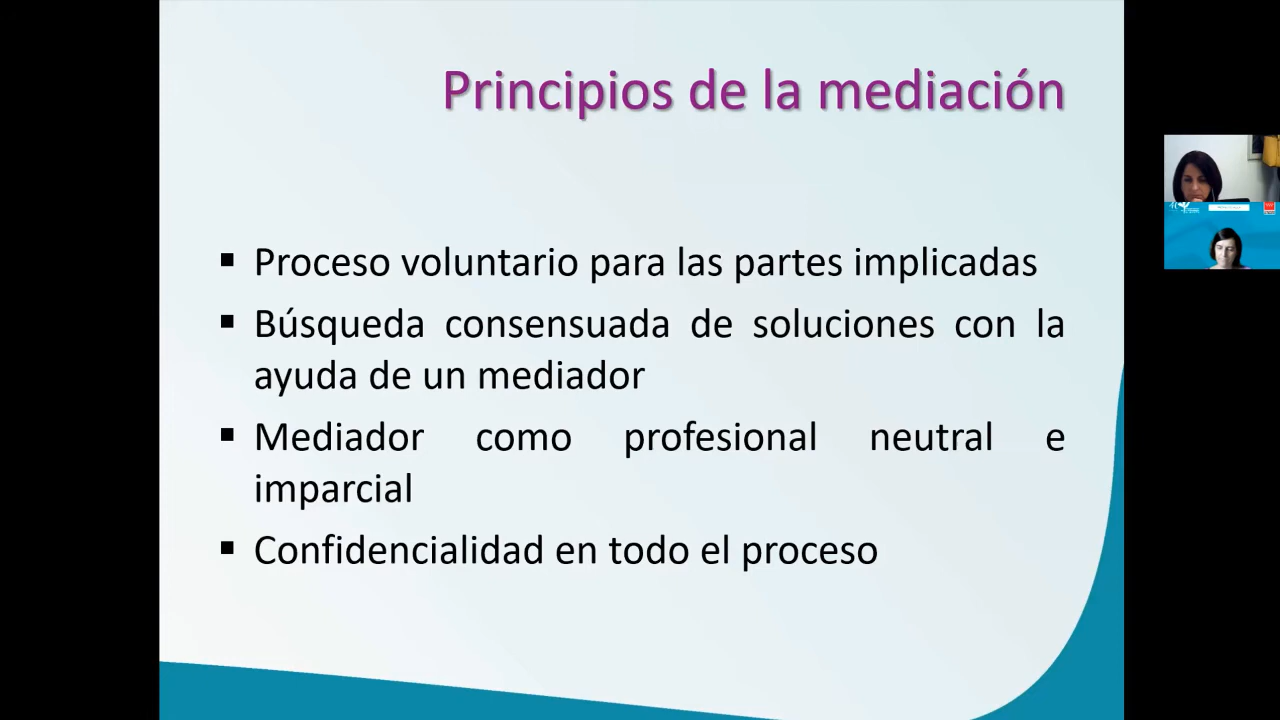 Principios de la mediación
▪ Proceso voluntario para las partes implicadas
▪ Búsqueda consensuada de soluciones con la
ayuda de un mediador
▪ Mediador como profesional neutral e
imparcial
▪ Confidencialidad en todo el proceso